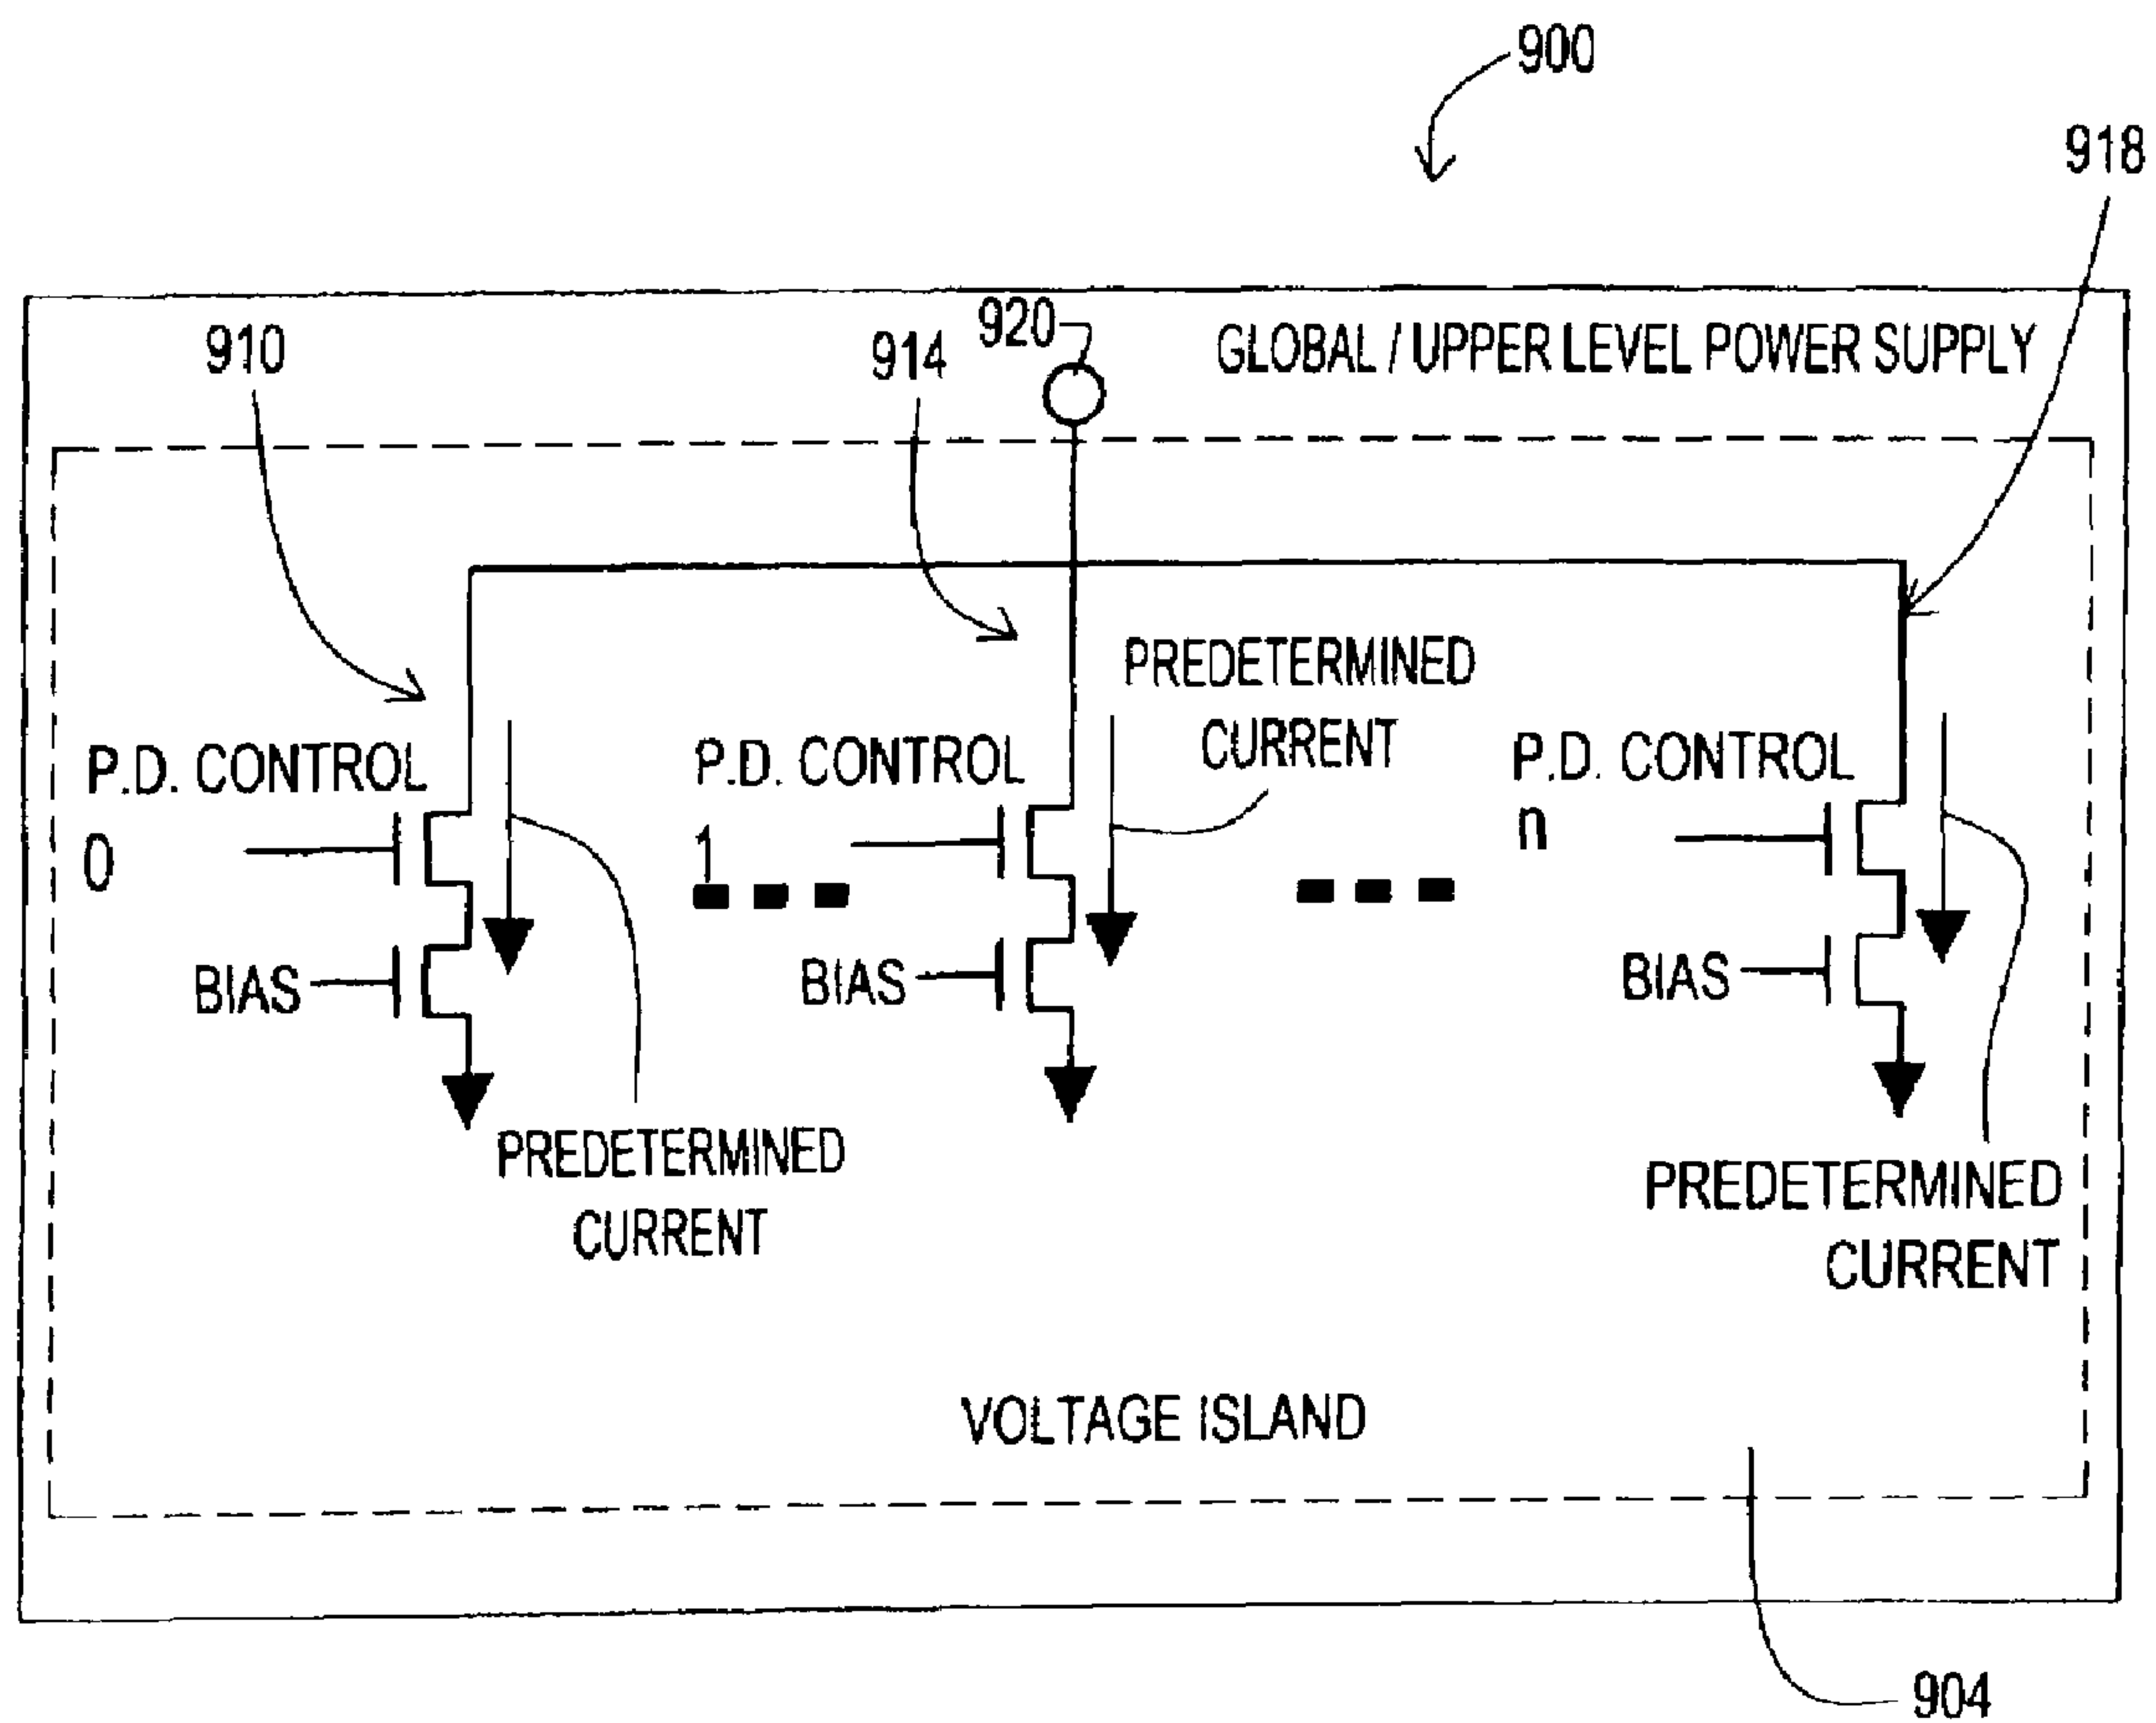 900
918
920
GLOBAL / UPPER LEVEL POWER SUPPLY
910
914
PREDETERMINED
CURRENT
P.D. CONTROL
0
P.D. CONTROL
1
P.D. CONTROL
n
BIAS
BIAS
BIAS
PREDETERMINED
CURRENT
PREDETERMINED
CURRENT
VOLTAGE ISLAND
904